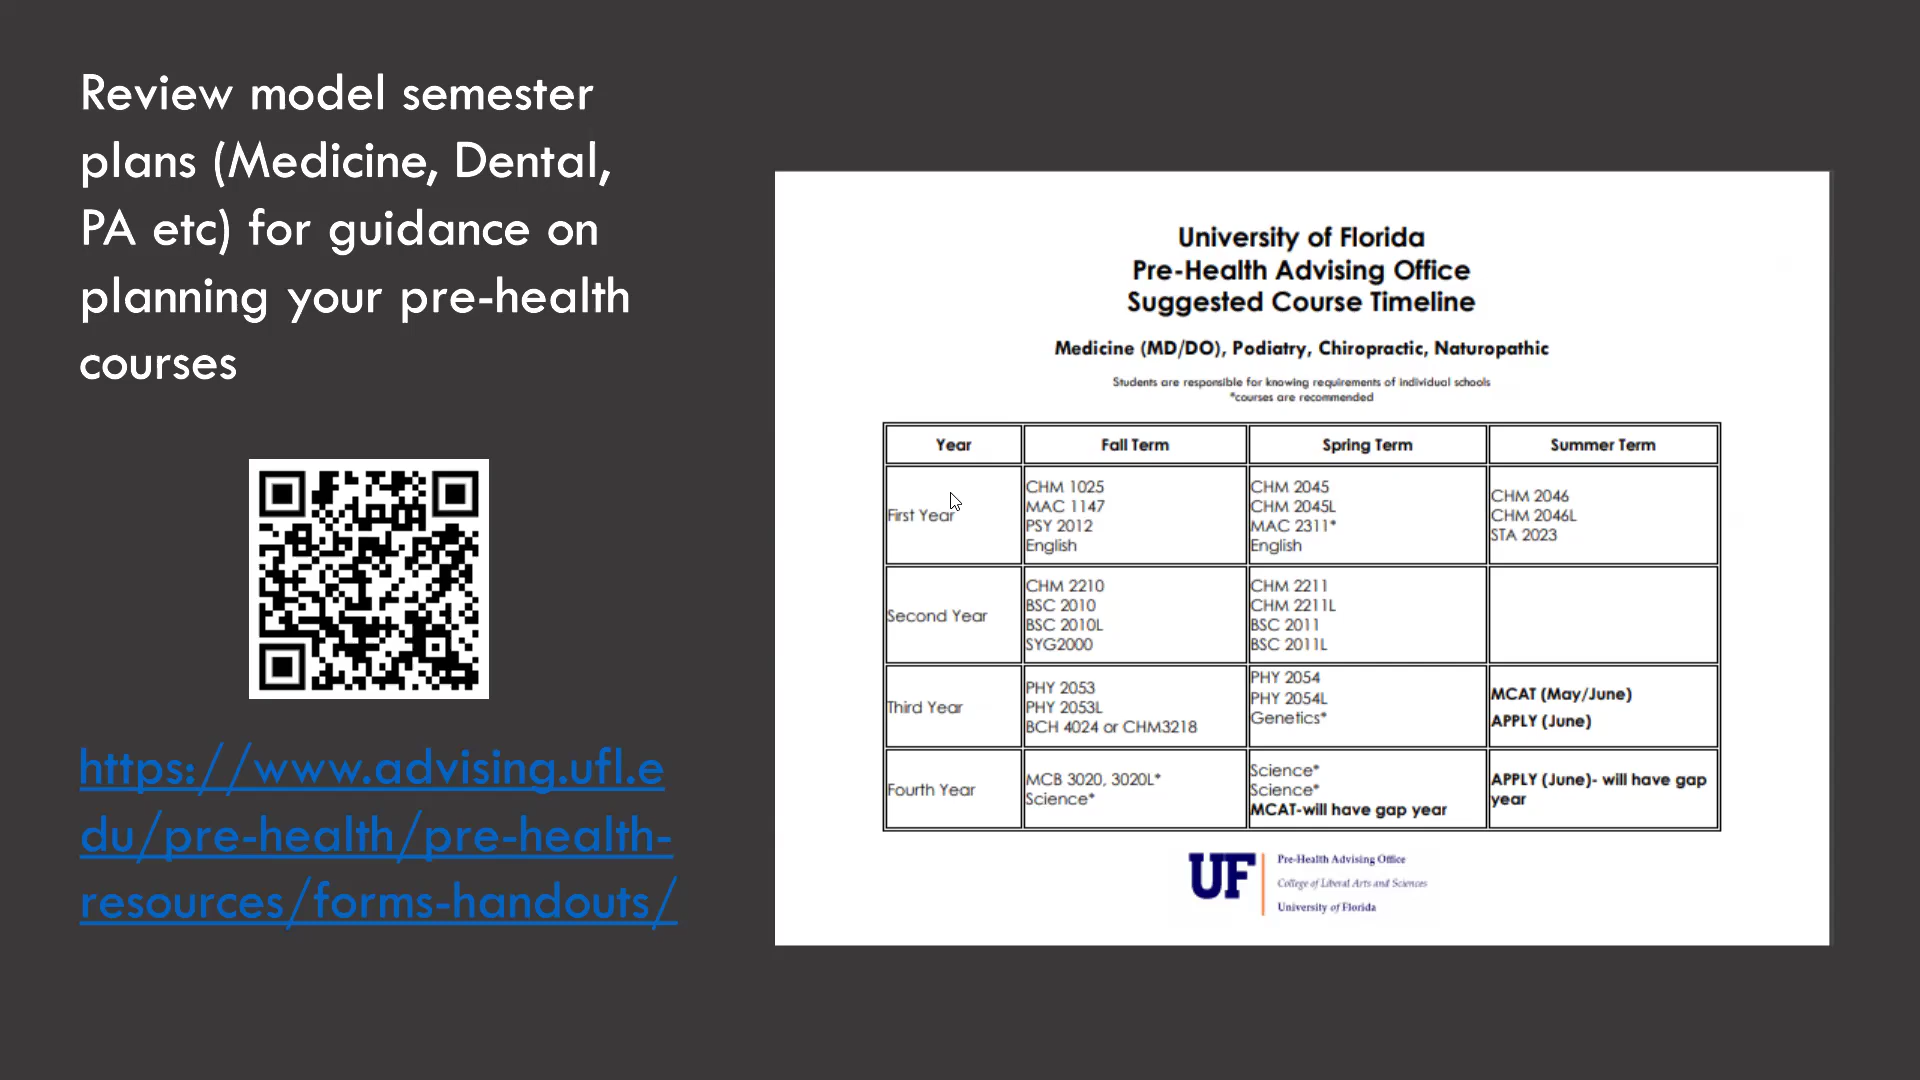 Review model semester
plans (Medicine, Dental,
PA etc) for guidance on
planning your pre-health
courses
https://www.advising.ufl.e
du/pre-health/pre-health-
resources/forms-handouts/
University of Florida
Pre-Health Advising Office
Suggested Course Timeline
Medicine (MD/DO), Podiatry, Chiropractic, Naturopathic
Students are responsible for knowing requirements of individual schools
*courses are recommended
Year
Fall Term
Spring Term
Summer Term
First Year
CHM 1025
MAC 1147
PSY 2012
English
CHM 2045
CHM 2045L
MAC 2311*
English
CHM 2046
CHM 2046L
STA 2023
Second Year
CHM 2210
BSC 2010
BSC 2010L
SYG2000
CHM 2211
CHM 2211L
BSC 2011
BSC 2011L
Third Year
PHY 2053
PHY 2053L
BCH 4024 or CHM3218
PHY 2054
PHY 2054L
Genetics*
MCAT (May/June)
APPLY (June)
Fourth Year
MCB 3020, 3020L*
Science*
Science*
Science*
MCAT-will have gap year
APPLY (June)- will have gap
year
UF
Pre-Health Advising Office
College of Liberal Arts and Sciences
University of Florida